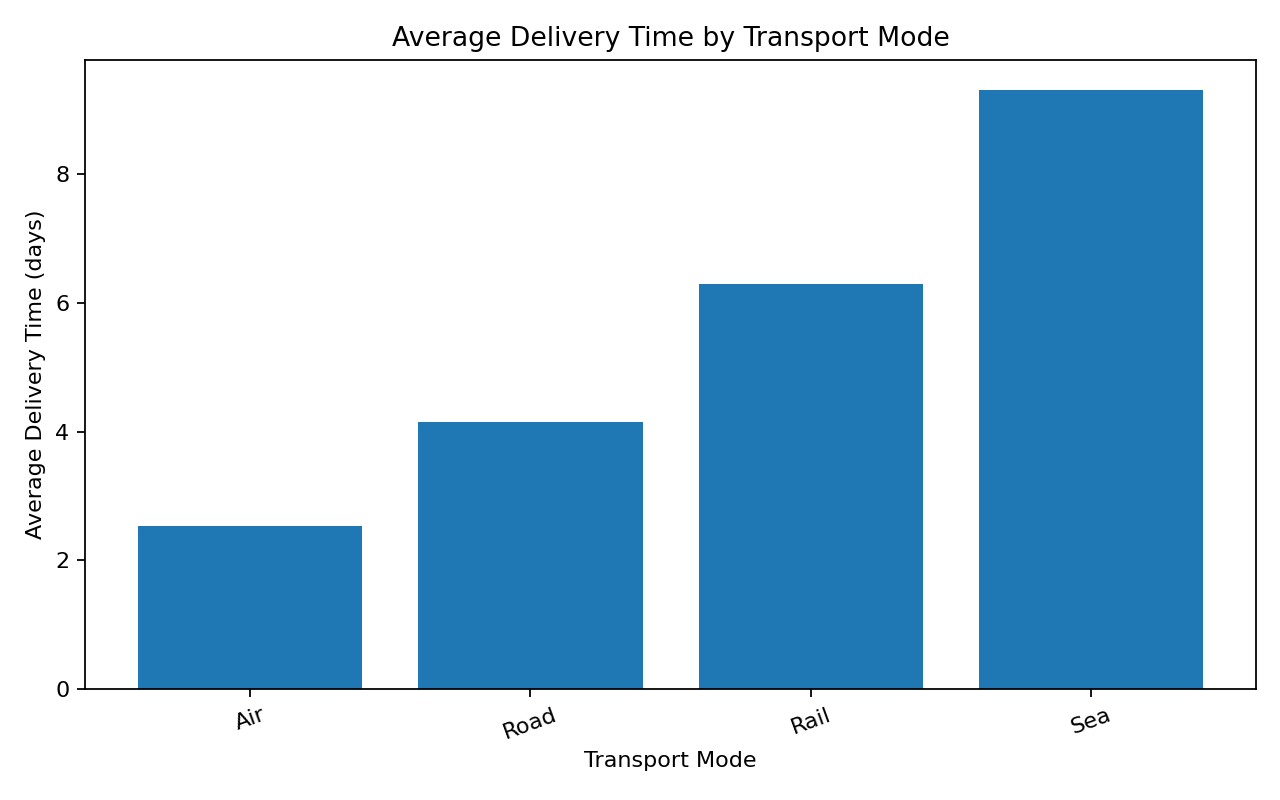 Average Delivery Time by Transport Mode
Average Delivery Time (days)
8
6
4
2
0
Air
Road
Rail
Sea
Transport Mode